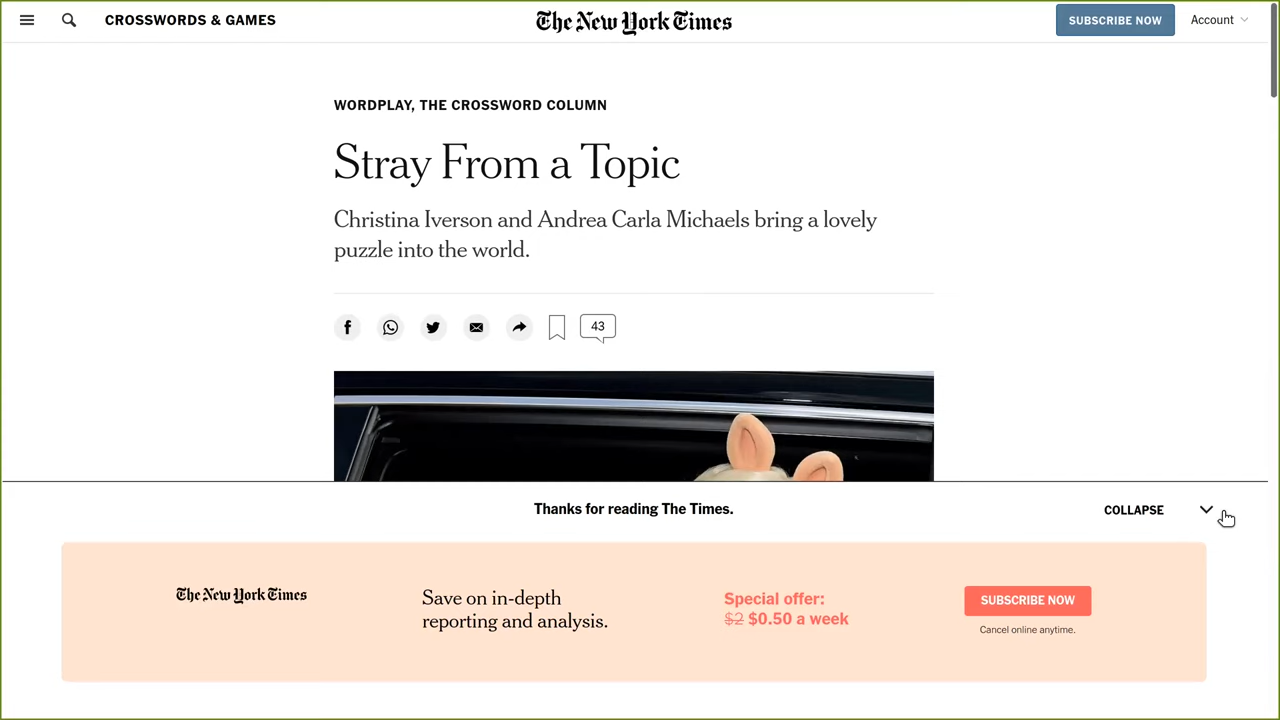 CROSSWORDS & GAMES
The New York Times
SUBSCRIBE NOW
Account
WORDPLAY, THE CROSSWORD COLUMN
Stray From a Topic
Christina Iverson and Andrea Carla Michaels bring a lovely
puzzle into the world.
43
Thanks for reading The Times.
COLLAPSE
The New York Times
Save on in-depth
reporting and analysis.
Special offer:
$2 $0.50 a week
SUBSCRIBE NOW
Cancel online anytime.